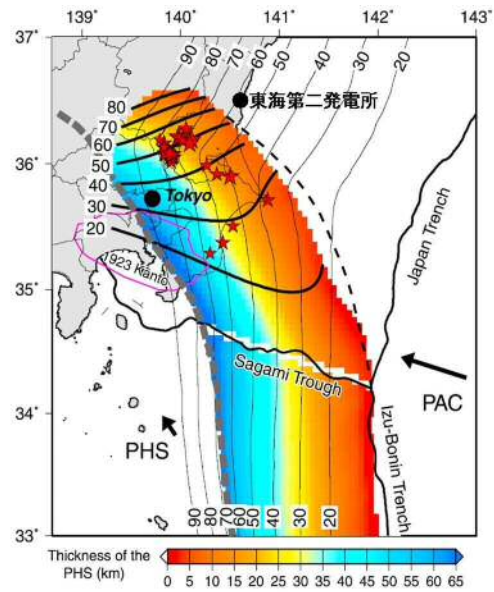 139° 140° 141° 142° 143°
37°
36°
35°
34°
33°
90 80 70 60 50 40 30 20
東海第二発電所
80
70
60
50
40
30
20
Tokyo
1923 Kanto
Japan Trench
Sagami Trough
PAC
PHS
Izu-Bonin Trench
90 80 70 60 50 40 30 20
Thickness of the
PHS (km)
0 5 10 15 20 25 30 35 40 45 50 55 60 65